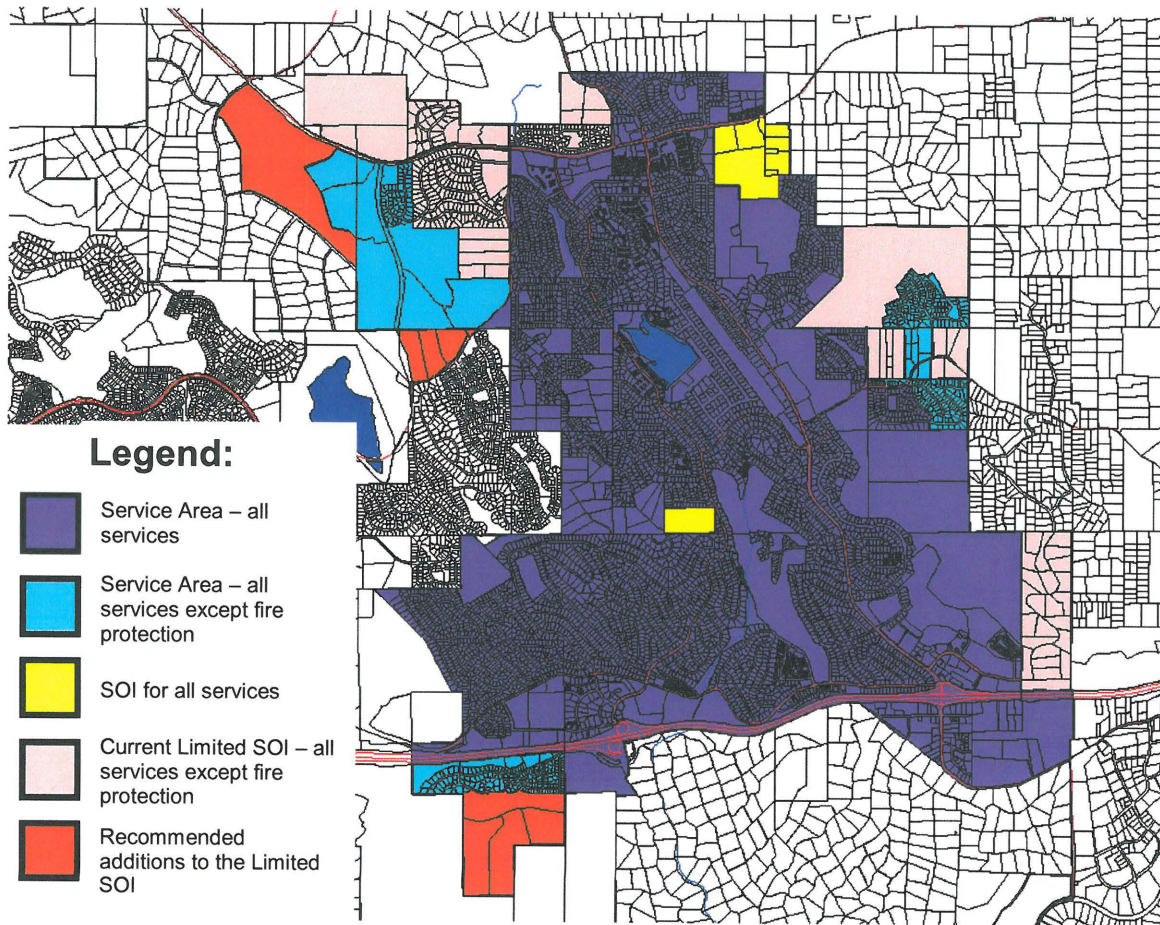 Legend:
Service Area – all
services
Service Area – all
services except fire
protection
SOI for all services
Current Limited SOI – all
services except fire
protection
Recommended
additions to the Limited
SOI